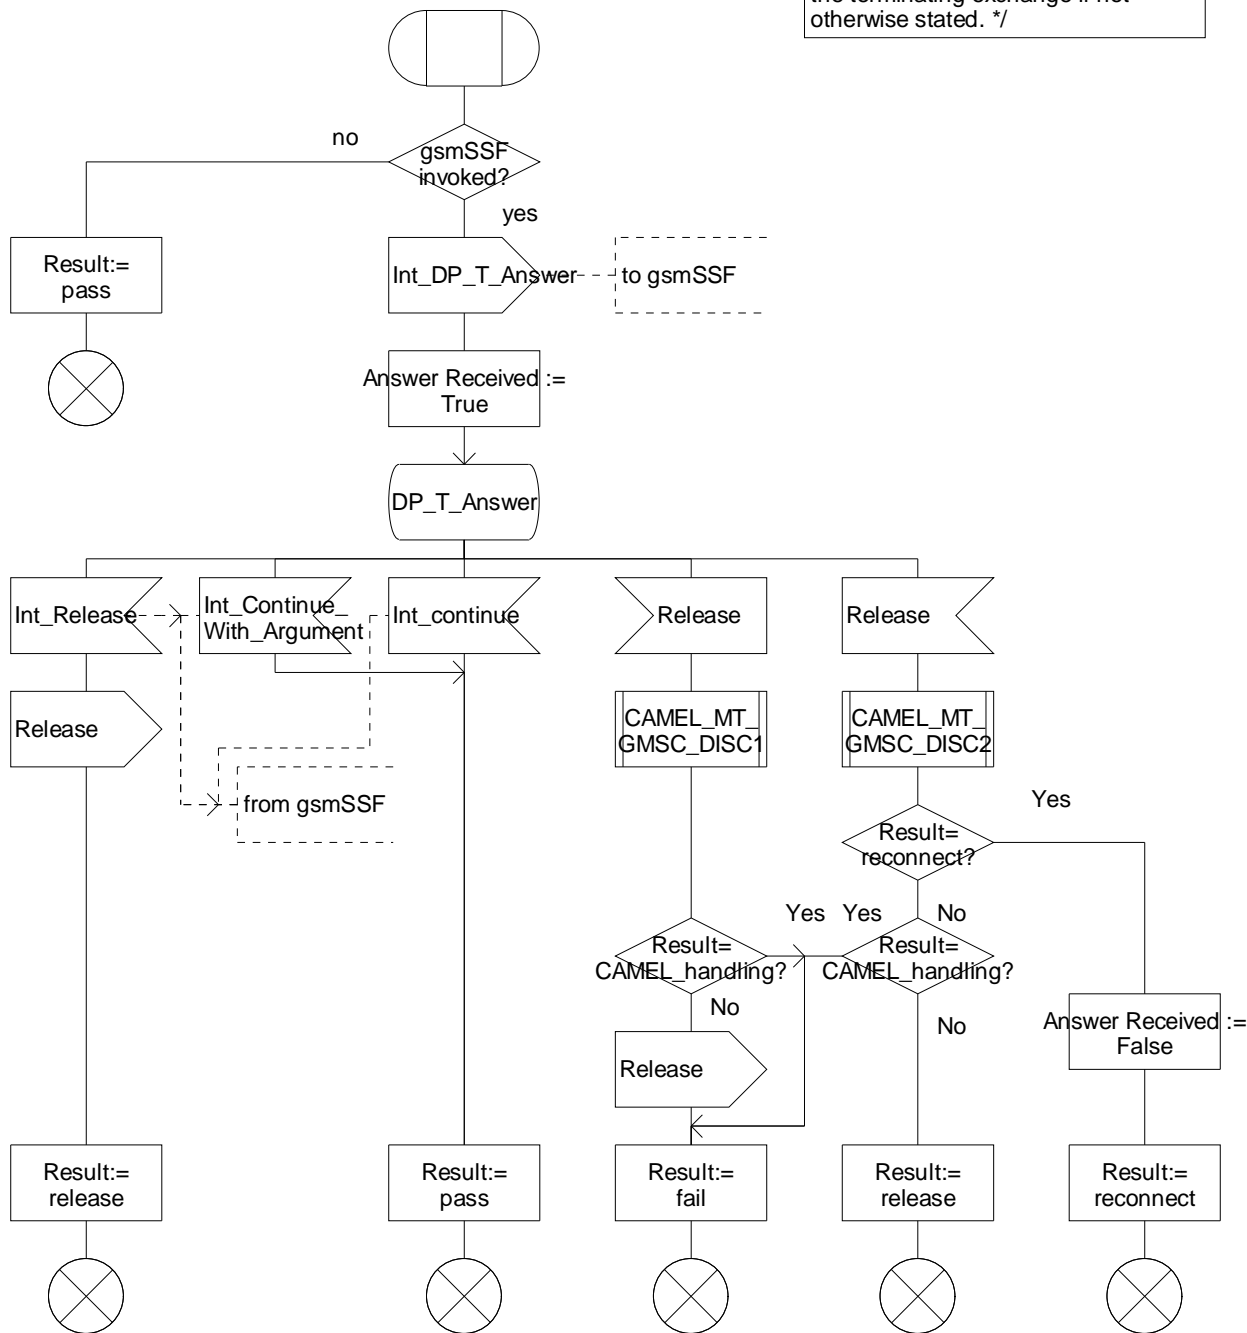 the terminating exchange if not
otherwise stated. */
no
gsmSSF
invoked?
yes
Result:=
pass
Int_DP_T_Answer
to gsmSSF
Answer Received :=
True
DP_T_Answer
Int_Release
Int_Continue_
With_Argument
Int_continue
Release
Release
Release
CAMEL_MT_
GMSC_DISC1
CAMEL_MT_
GMSC_DISC2
from gsmSSF
Yes
Result=
reconnect?
Yes
Yes
No
Result=
CAMEL_handling?
Result=
CAMEL_handling?
No
No
Answer Received :=
False
Release
Result:=
release
Result:=
pass
Result:=
fail
Result:=
release
Result:=
reconnect